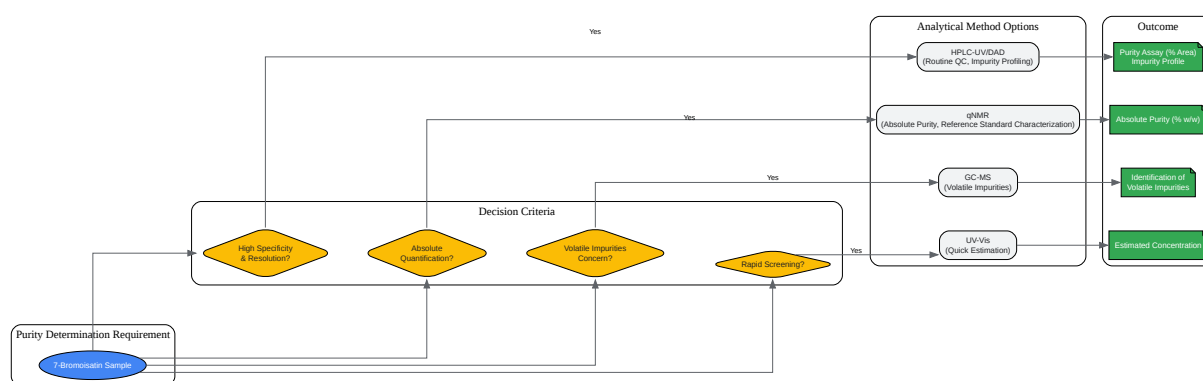 Analytical Method Options
Outcome
Yes
HPLC-UV/DAD
(Routine QC, Impurity Profiling)
Purity Assay (% Area)
Impurity Profile
Yes
qNMR
(Absolute Purity, Reference Standard Characterization)
Absolute Purity (% w/w)
Yes
GC-MS
(Volatile Impurities)
Identification of
Volatile Impurities
Decision Criteria
High Specificity
& Resolution?
Absolute
Quantification?
Volatile Impurities
Concern?
Rapid Screening?
Yes
UV-Vis
(Quick Estimation)
Estimated Concentration
Purity Determination Requirement
7-Bromoisatin Sample